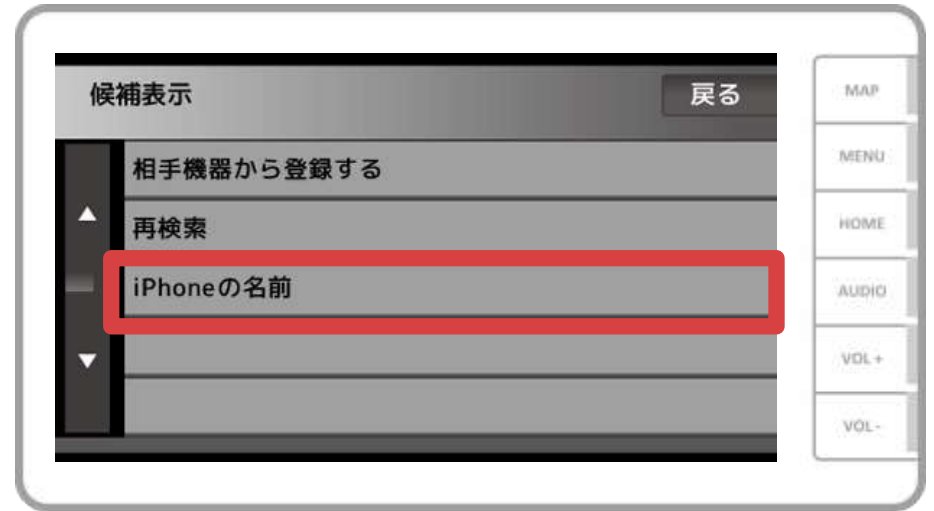 候補表示
戻る
相手機器から登録する
再検索
iPhoneの名前
MAP
MENU
HOME
AUDIO
VOL +
VOL -